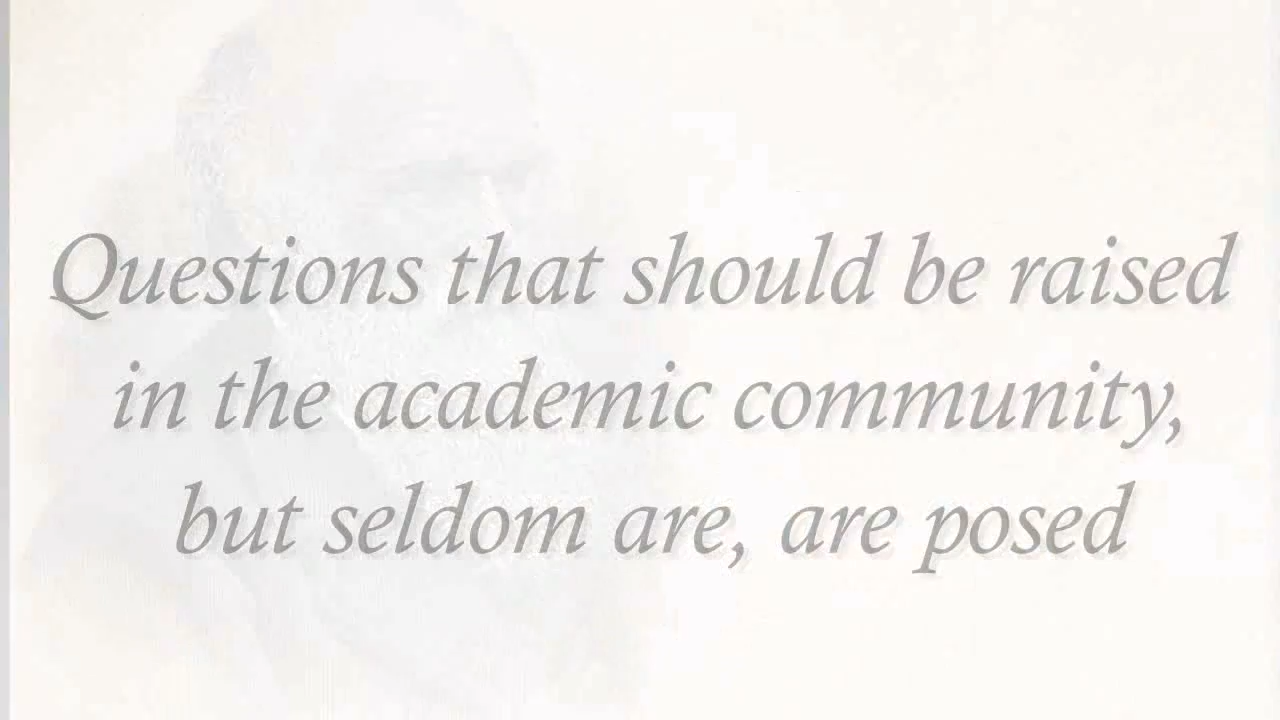 Questions that should be raised
in the academic community,
but seldom are, are posed